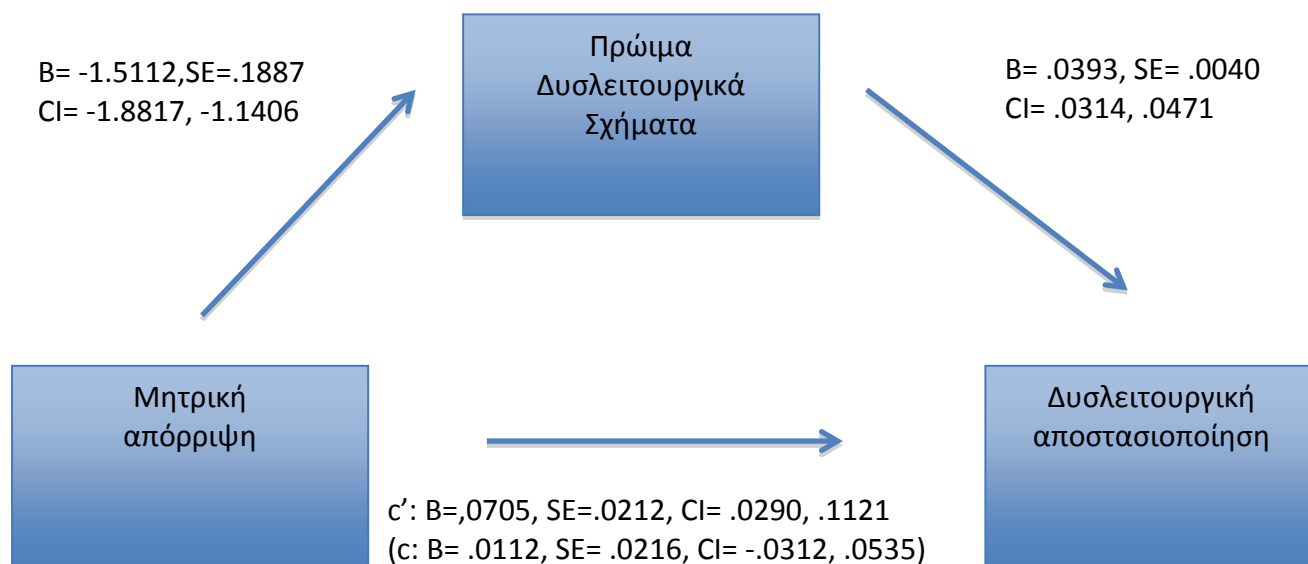 Β= -1.5112,SE=.1887
CI= -1.8817, -1.1406
Πρώιμα
Δυσλειτουργικά
Σχήματα
Β= .0393, SE= .0040
CI= .0314, .0471
Μητρική
απόρριψη
Δυσλειτουργική
αποστασιοποίηση
c’: B=,0705, SE=.0212, CI= .0290, .1121
(c: B= .0112, SE= .0216, CI= -.0312, .0535)